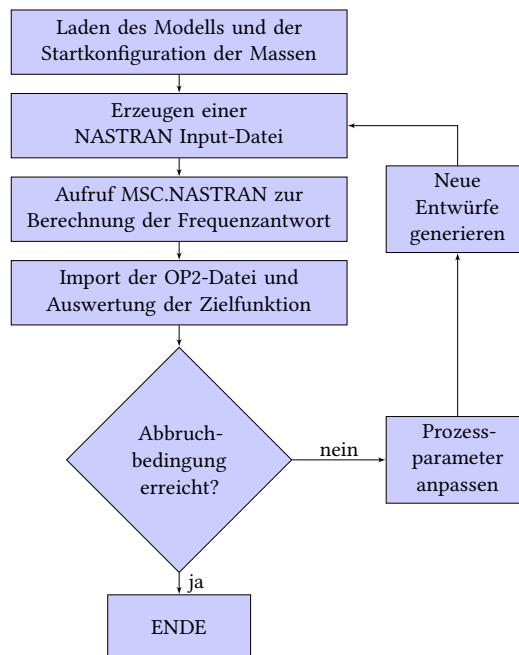 Laden des Modells und der
Startkonfiguration der Massen
Erzeugen einer
NASTRAN Input-Datei
Aufruf MSC.NASTRAN zur
Berechnung der Frequenzantwort
Import der OP2-Datei und
Auswertung der Zielfunktion
Abbruch-
bedingung
erreicht?
nein
Prozess-
parameter
anpassen
Neue
Entwürfe
generieren
ja
ENDE